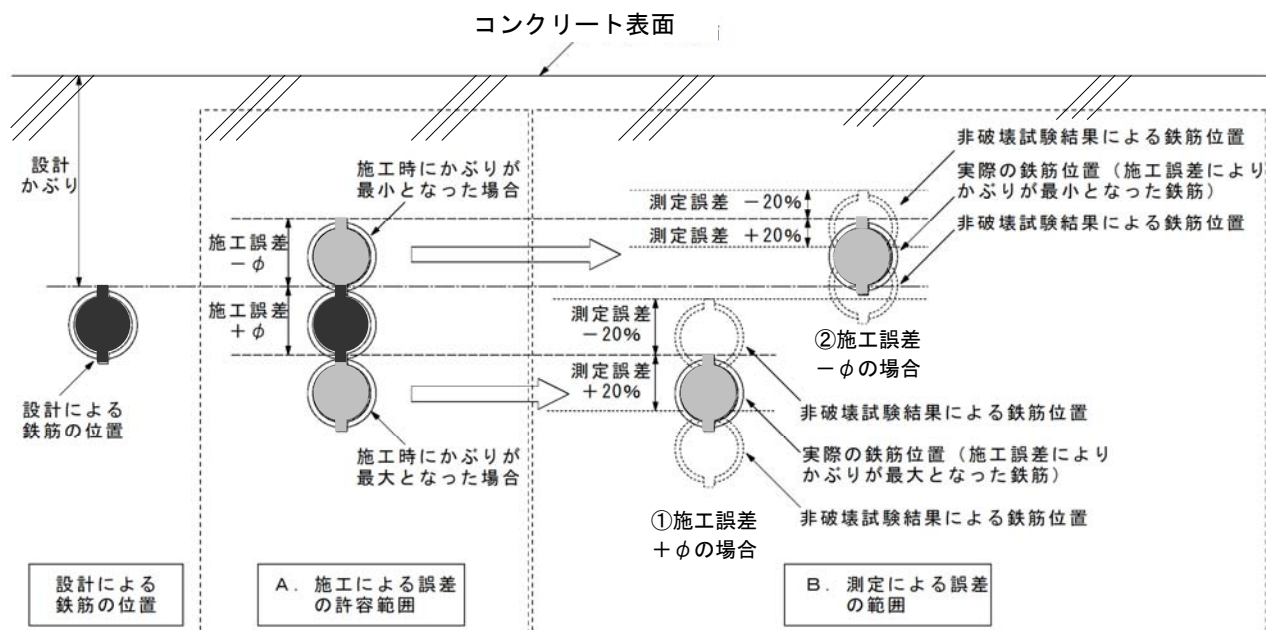 コンクリート表面
設計
かぶり
施工時にかぶりが
最小となった場合
施工誤差
－φ
施工誤差
＋φ
設計による
鉄筋の位置
施工時にかぶりが
最大となった場合
非破壊試験結果による鉄筋位置
実際の鉄筋位置（施工誤差により
かぶりが最小となった鉄筋）
非破壊試験結果による鉄筋位置
測定誤差 －20%
測定誤差 ＋20%
測定誤差
－20%
測定誤差
＋20%
②施工誤差
－φの場合
非破壊試験結果による鉄筋位置
実際の鉄筋位置（施工誤差により
かぶりが最大となった鉄筋）
非破壊試験結果による鉄筋位置
①施工誤差
＋φの場合
設計による
鉄筋の位置
A． 施工による誤差
の許容範囲
B． 測定による誤差
の範囲